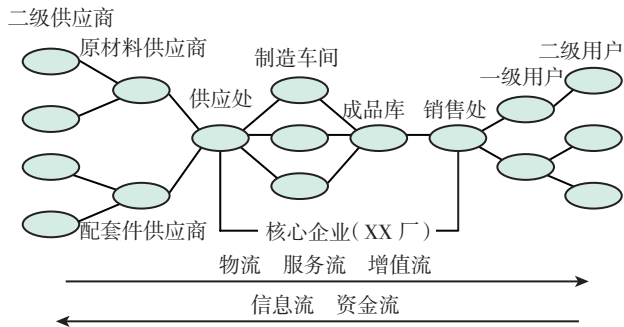 二级供应商
原材料供应商
供应处
制造车间
成品库
销售处
一级用户
二级用户
配套件供应商
核心企业(XX厂)
物流 服务流 增值流
信息流 资金流